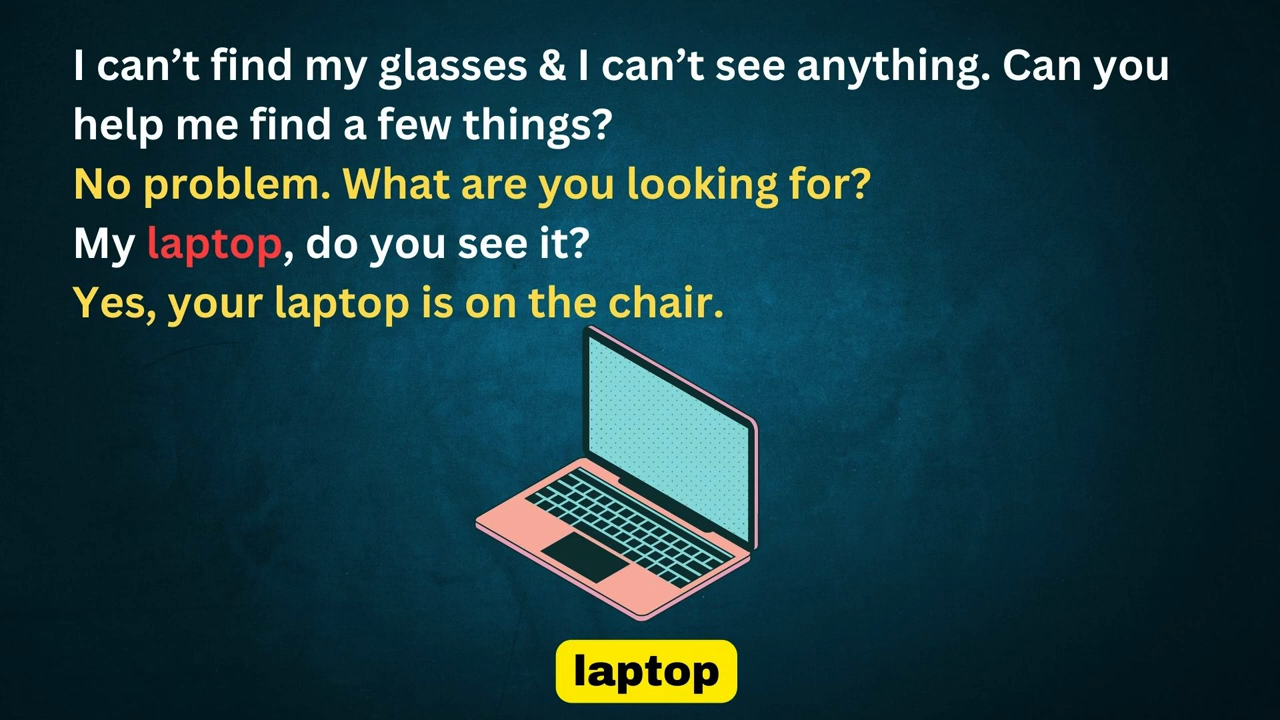 I can’t find my glasses & I can’t see anything. Can you
help me find a few things?
No problem. What are you looking for?
My laptop, do you see it?
Yes, your laptop is on the chair.
laptop